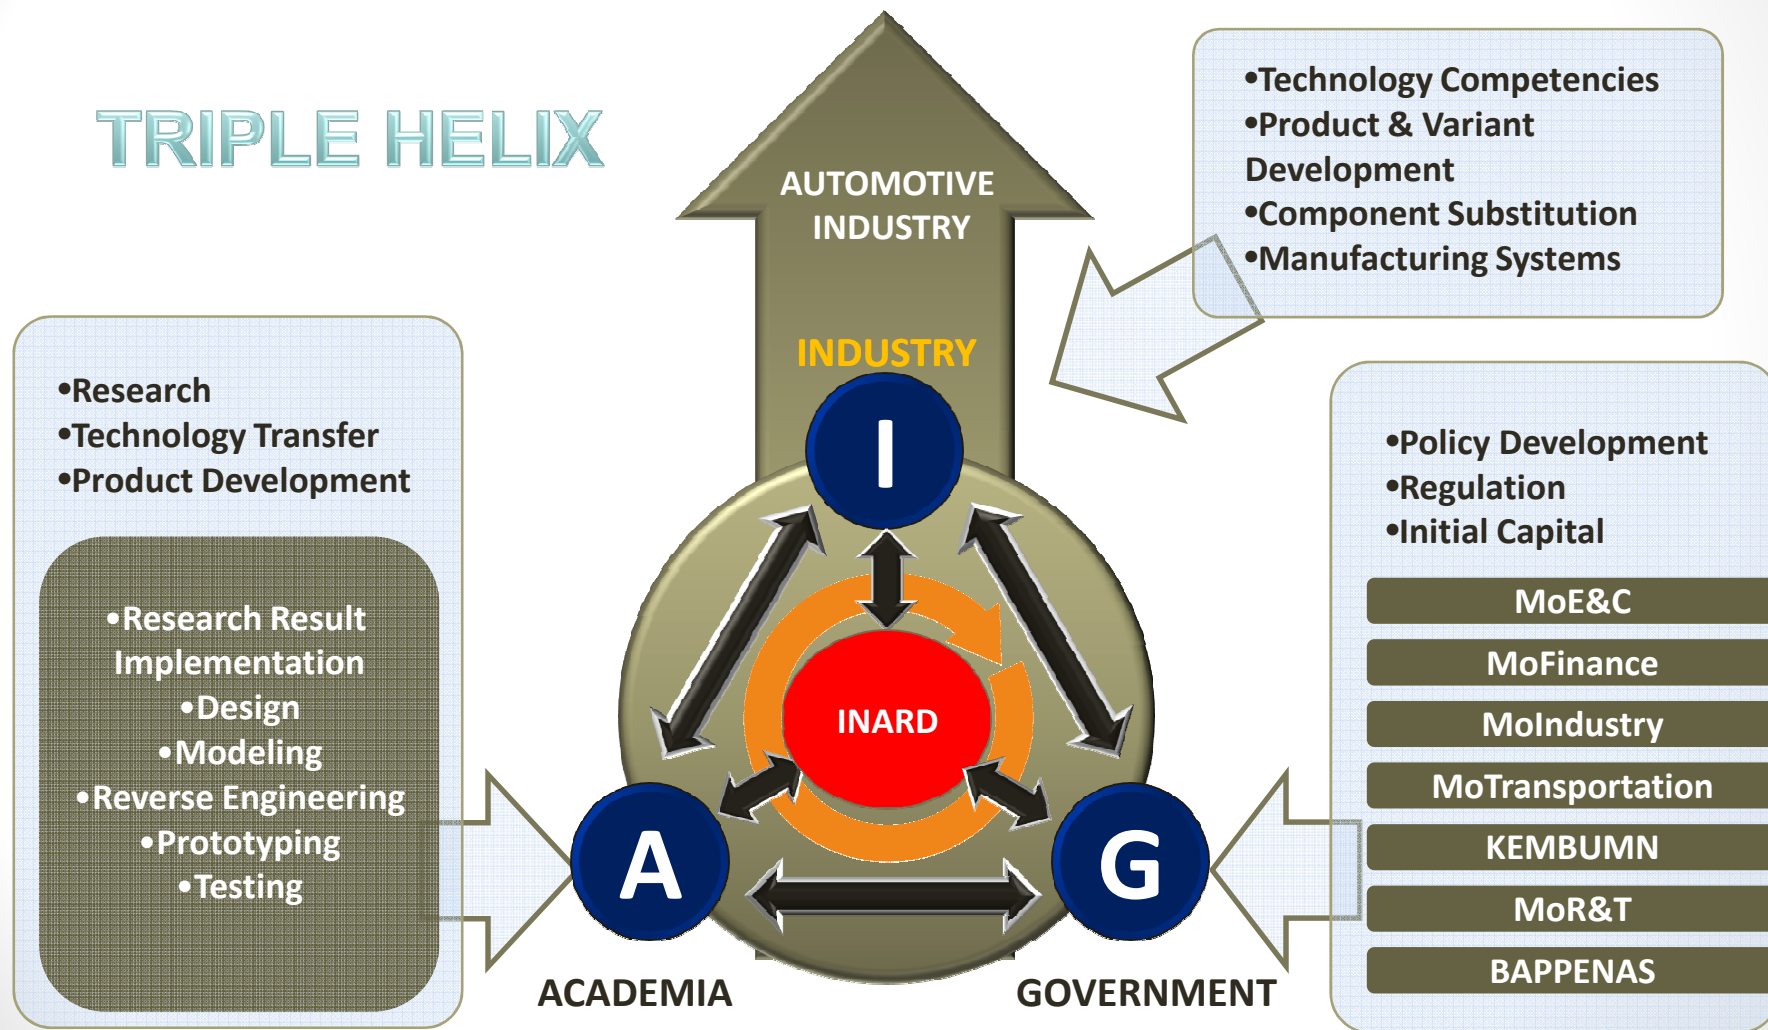 TRIPLE HELIX
AUTOMOTIVE
INDUSTRY
INDUSTRY
I
•Technology Competencies
•Product & Variant
Development
•Component Substitution
•Manufacturing Systems
•Research
•Technology Transfer
•Product Development
•Research Result
Implementation
•Design
•Modeling
•Reverse Engineering
•Prototyping
•Testing
INARD
A
G
ACADEMIA
GOVERNMENT
•Policy Development
•Regulation
•Initial Capital
MoE&C
MoFinance
MoIndustry
MoTransportation
KEMBUMN
MoR&T
BAPPENAS